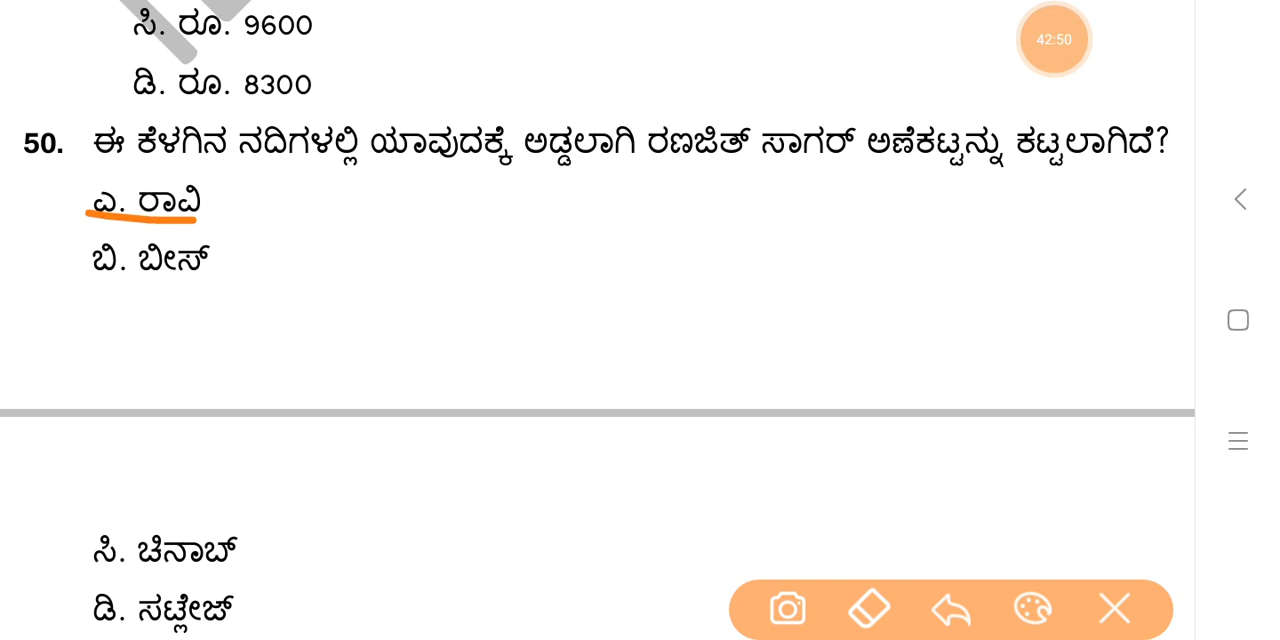 ಸಿ. ರೂ. 9600
42:50
ಡಿ. ರೂ. 8300
50. ಈ ಕೆಳಗಿನ ನದಿಗಳಲ್ಲಿ ಯಾವುದಕ್ಕೆ ಅಡ್ಡಲಾಗಿ ರಣಜಿತ್ ಸಾಗರ್ ಅಣೆಕಟ್ಟನ್ನು ಕಟ್ಟಲಾಗಿದೆ?
ಎ. ರಾವಿ
ಬಿ. ಬೀಸ್
ಸಿ. ಚಿನಾಬ್
ಡಿ. ಸಟ್ಲೇಜ್